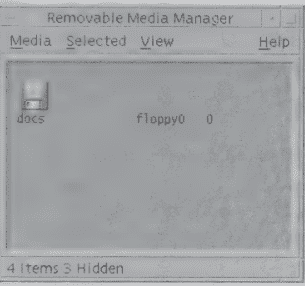 Removable Media Manager
Media Selected View Help
docs floppy0 0
4 Items 3 Hidden